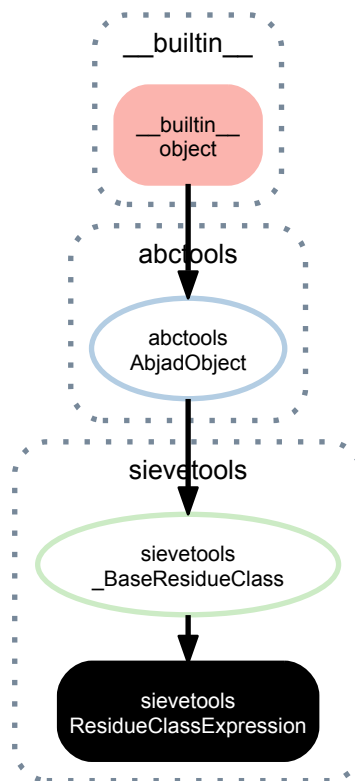 __builtin__
__builtin__
object
abctools
abctools
AbjadObject
sievetools
sievetools
_BaseResidueClass
sievetools
ResidueClassExpression